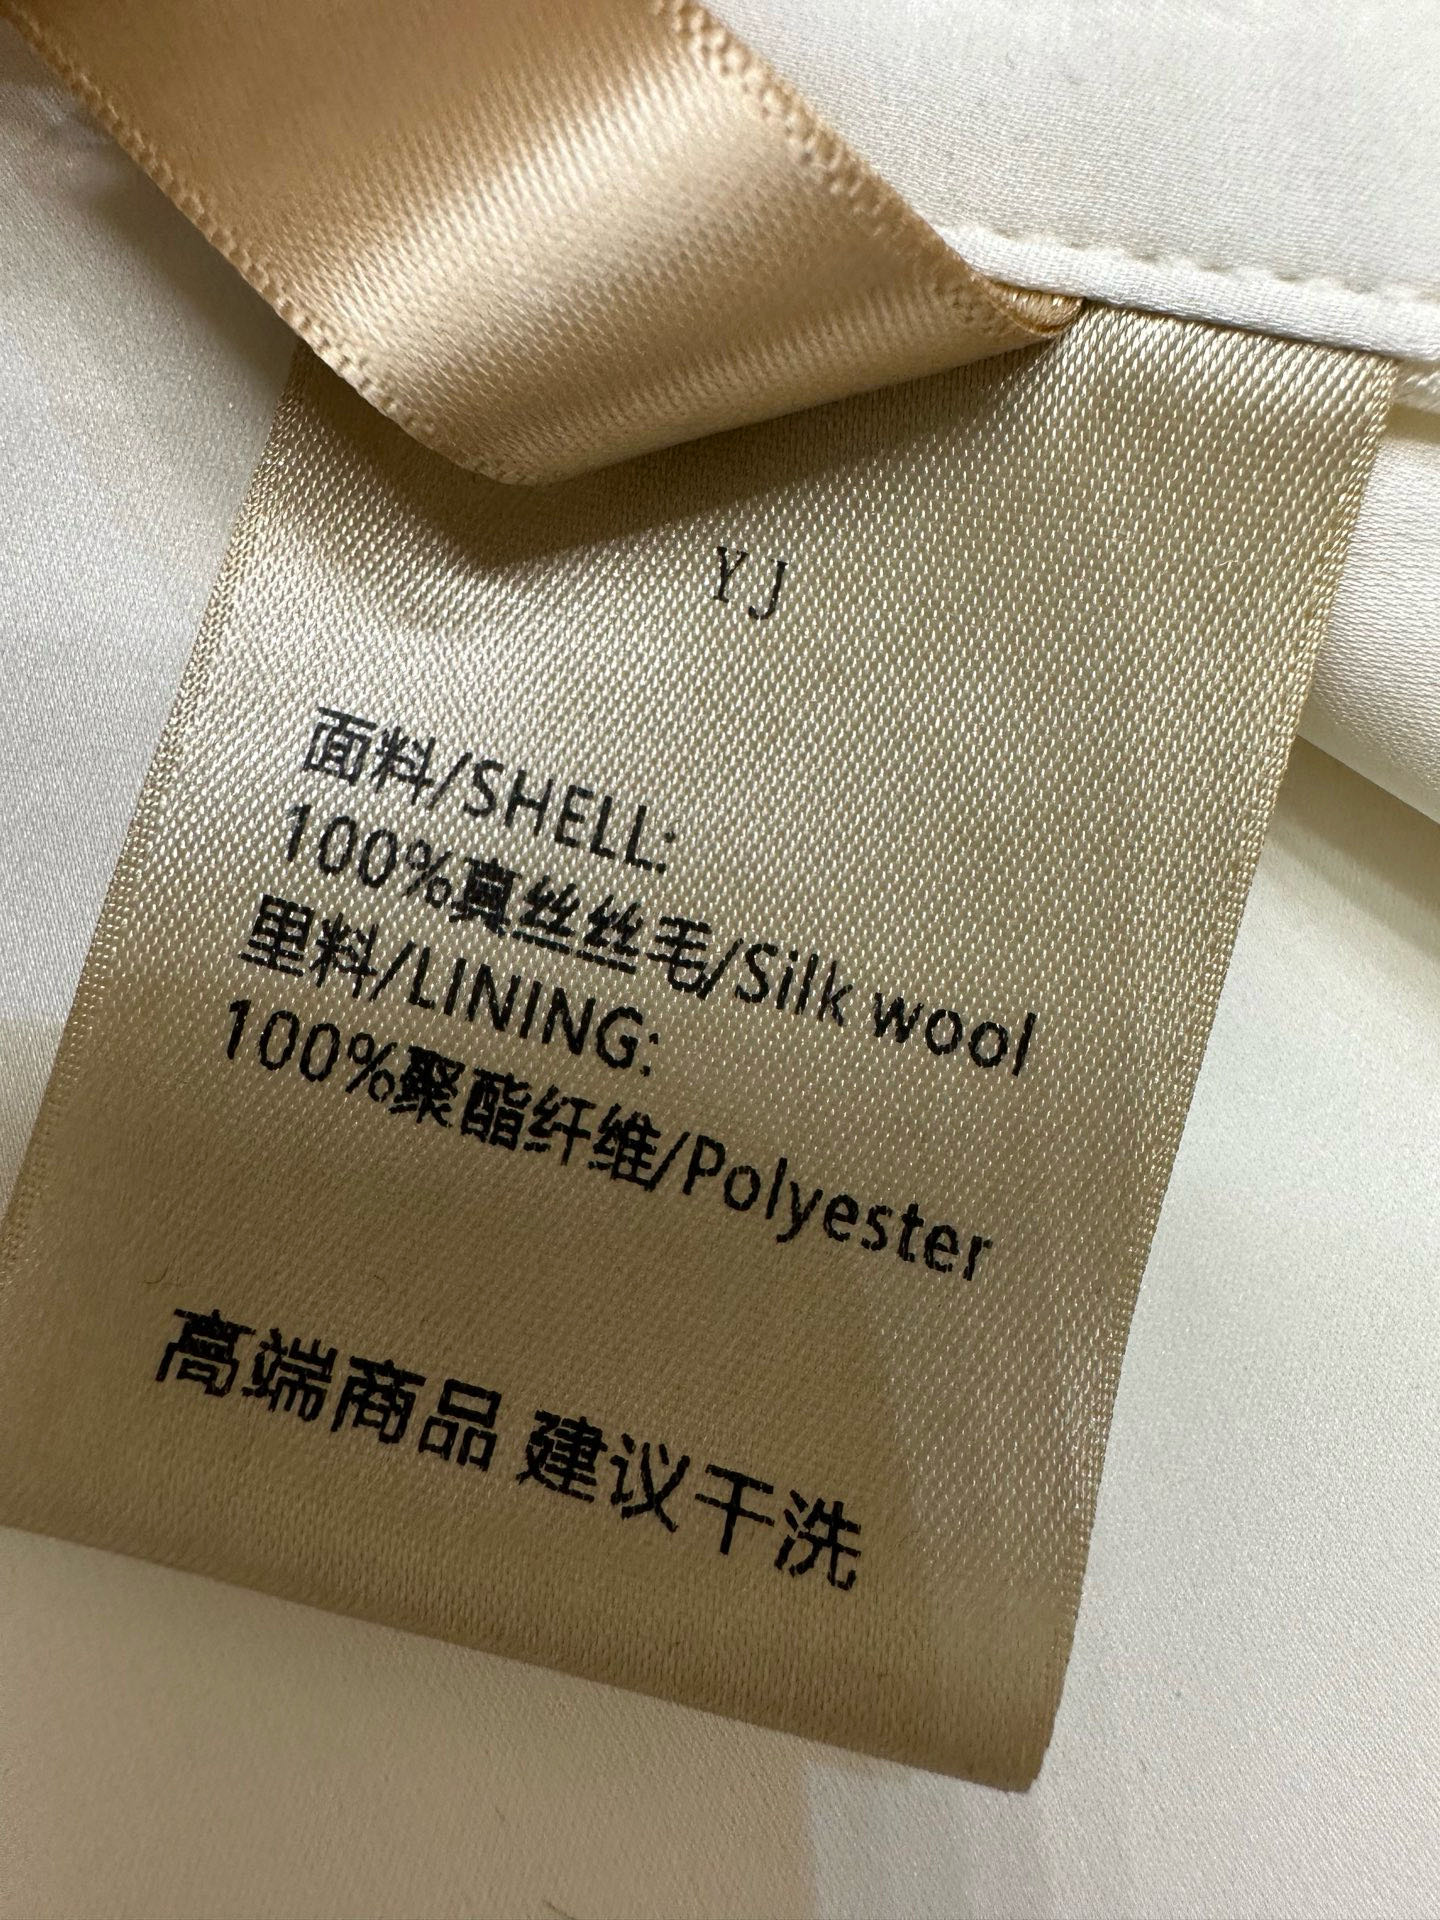 YJ
面料/SHELL:
100%真丝丝毛/Silk wool
里料/LINING:
100%聚酯纤维/Polyester
高端商品 建议干洗